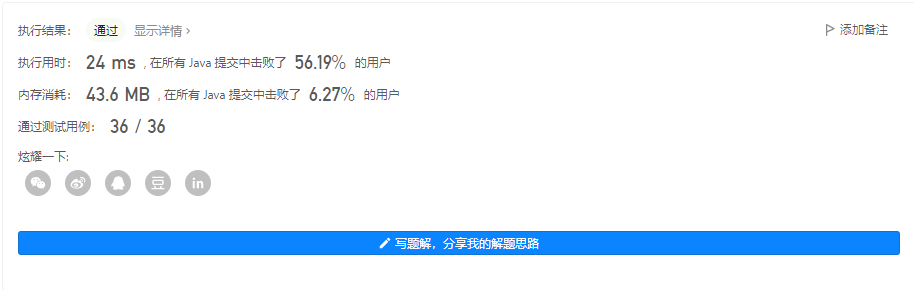 执行结果： 通过 显示详情 › 添加备注
执行用时： 24 ms , 在所有 Java 提交中击败了 56.19% 的用户
内存消耗： 43.6 MB , 在所有 Java 提交中击败了 6.27% 的用户
通过测试用例： 36 / 36
炫耀一下:
豆 in
写题解，分享我的解题思路